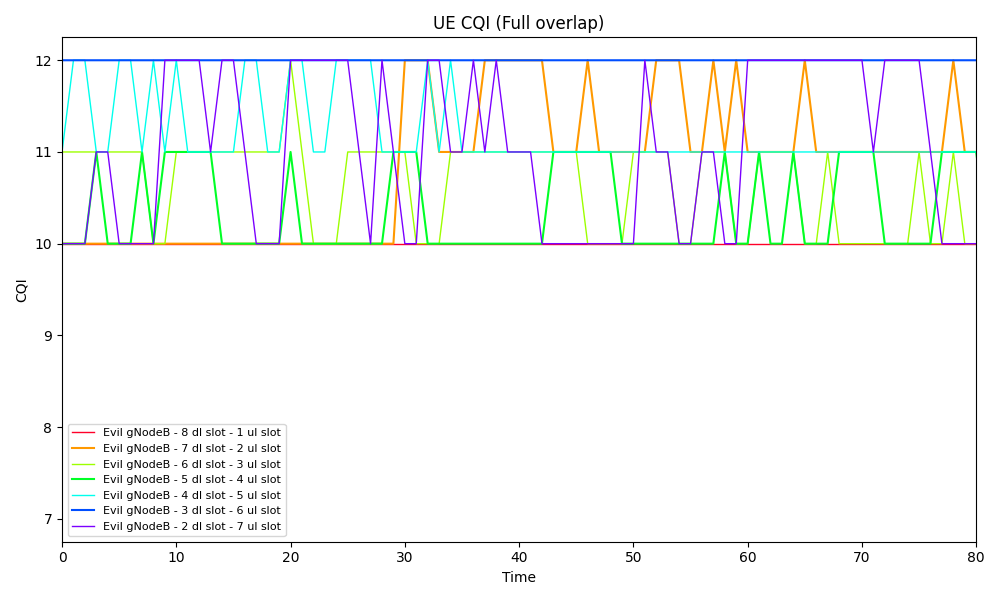 UE CQI (Full overlap)
12
11
10
9
8
7
CQI
Evil gNodeB - 8 dl slot - 1 ul slot
Evil gNodeB - 7 dl slot - 2 ul slot
Evil gNodeB - 6 dl slot - 3 ul slot
Evil gNodeB - 5 dl slot - 4 ul slot
Evil gNodeB - 4 dl slot - 5 ul slot
Evil gNodeB - 3 dl slot - 6 ul slot
Evil gNodeB - 2 dl slot - 7 ul slot
0 10 20 30 40 50 60 70 80
Time